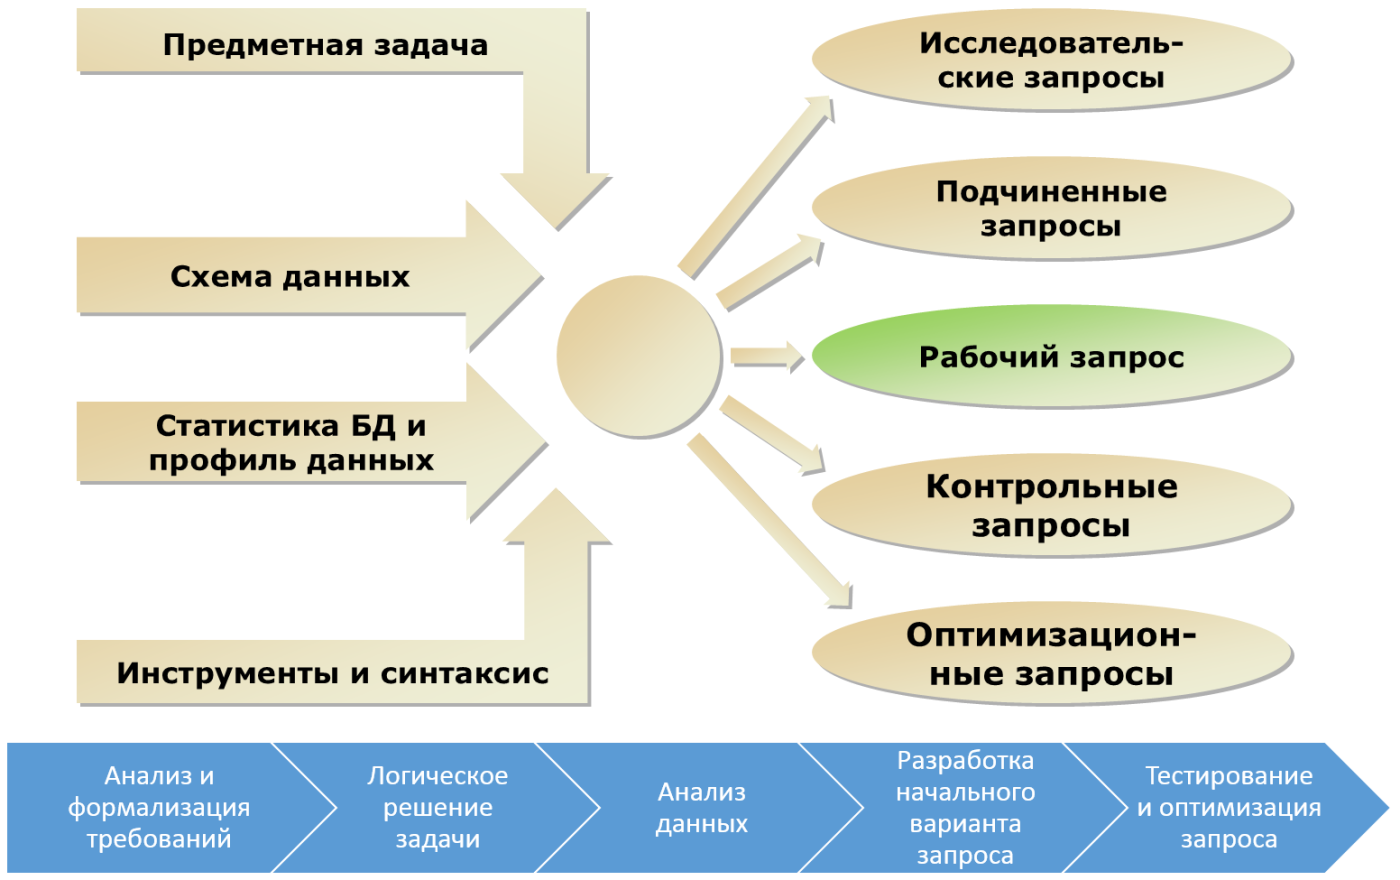 Предметная задача
Схема данных
Статистика БД и
профиль данных
Инструменты и синтаксис
Исследователь-
ские запросы
Подчиненные
запросы
Рабочий запрос
Контрольные
запросы
Оптимизацион-
ные запросы
Анализ и
формализация
требований
Логическое
решение
задачи
Анализ
данных
Разработка
начального
варианта
запроса
Тестирование
и оптимизация
запроса